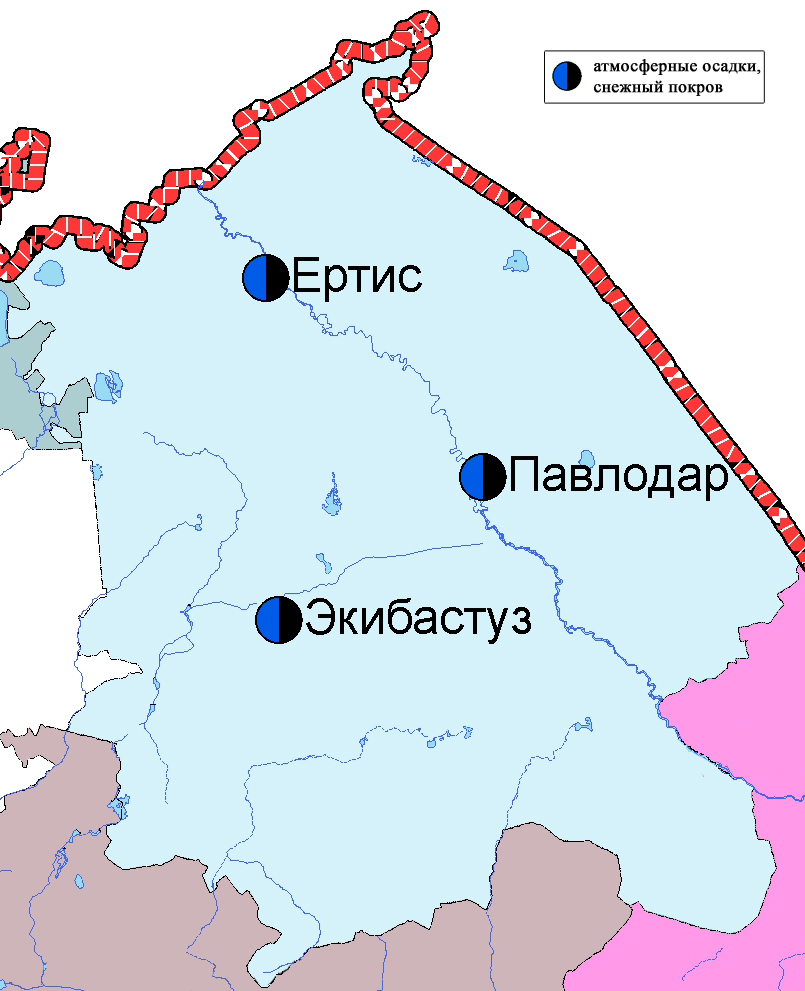 атмосферные осадки,
снежный покров
Ертис
Павлодар
Экибастуз